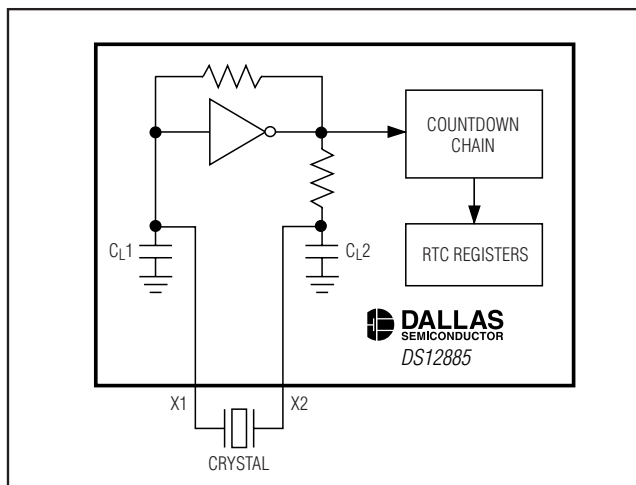 COUNTDOWN
CHAIN
CL1
CL2
RTC REGISTERS
DALLAS
SEMICONDUCTOR
DS12885
X1
X2
CRYSTAL